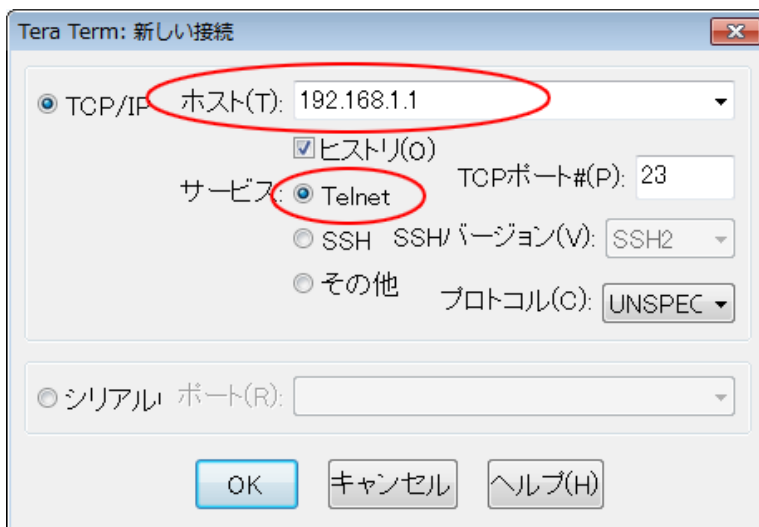 Tera Term: 新しい接続
TCP/IP ホスト(T): 192.168.1.1
ヒストリ(O)
サービス: Telnet TCPポート#(P): 23
SSH SSHバージョン(V): SSH2
その他 プロトコル(C): UNSPEC
シリアル ポート(R):
OK キャンセル ヘルプ(H)